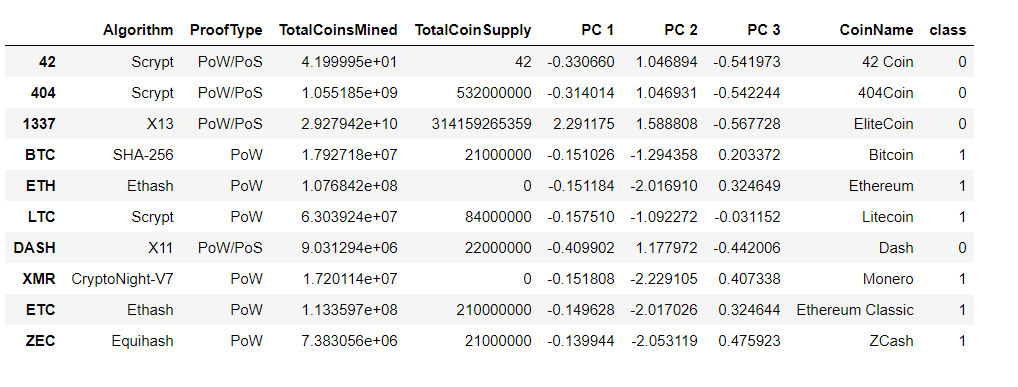 Algorithm ProofType TotalCoinsMined TotalCoinSupply PC 1 PC 2 PC 3 CoinName class
42 Scrypt PoW/PoS 4.199995e+01 42 -0.330660 1.046894 -0.541973 42 Coin 0
404 Scrypt PoW/PoS 1.055185e+09 532000000 -0.314014 1.046931 -0.542244 404Coin 0
1337 X13 PoW/PoS 2.927942e+10 314159265359 2.291175 1.588808 -0.567728 EliteCoin 0
BTC SHA-256 PoW 1.792718e+07 21000000 -0.151026 -1.294358 0.203372 Bitcoin 1
ETH Ethash PoW 1.076842e+08 0 -0.151184 -2.016910 0.324649 Ethereum 1
LTC Scrypt PoW 6.303924e+07 84000000 -0.157510 -1.092272 -0.031152 Litecoin 1
DASH X11 PoW/PoS 9.031294e+06 22000000 -0.409902 1.177972 -0.442006 Dash 0
XMR CryptoNight-V7 PoW 1.720114e+07 0 -0.151808 -2.229105 0.407338 Monero 1
ETC Ethash PoW 1.133597e+08 210000000 -0.149628 -2.017026 0.324644 Ethereum Classic 1
ZEC Equihash PoW 7.383056e+06 21000000 -0.139944 -2.053119 0.475923 ZCash 1